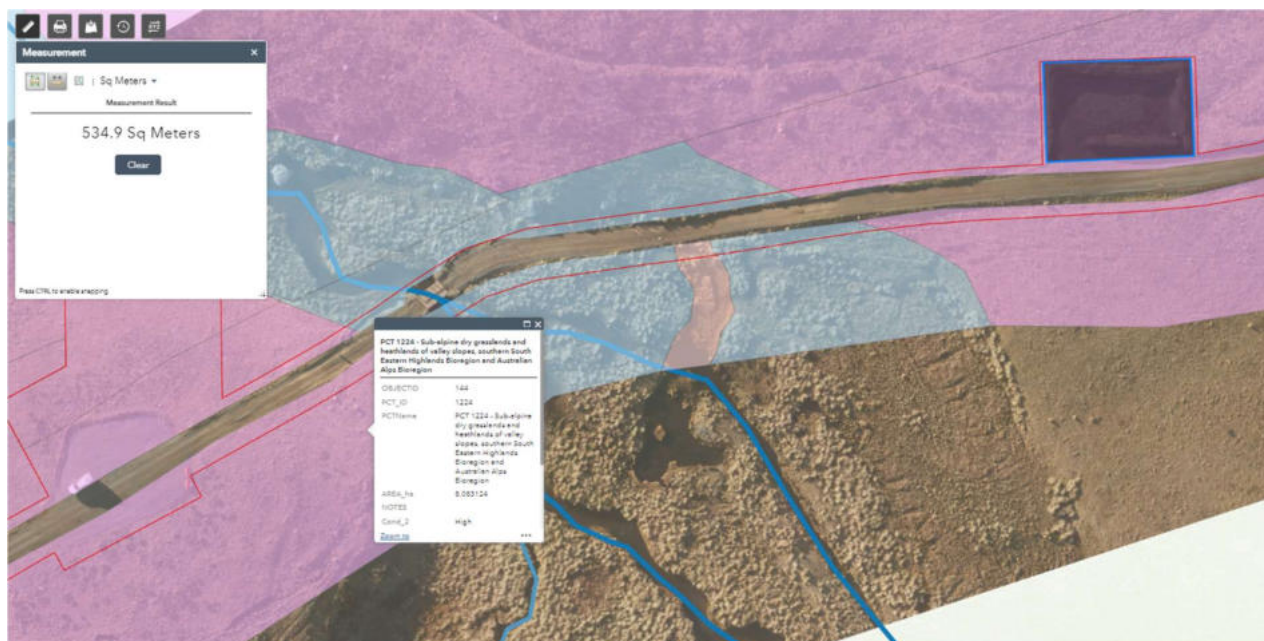 Measurement
Sq Meters
Measurement Result
534.9 Sq Meters
Clear
Press CTRL to enable snapping
PCT 1224 - Sub-alpine dry grasslands and
heathlands of valley slopes, southern South
Eastern Highlands Bioregion and Australian
Alps Bioregion
OBJECTID 144
PCT_ID 1224
PCTName PCT 1224 - Sub-alpine
dry grasslands and
heathlands of valley
slopes, southern South
Eastern Highlands
Bioregion and
Australian Alps
Bioregion
AREA_ha 8.083124
NOTES
Cond_2 High
Zoom to